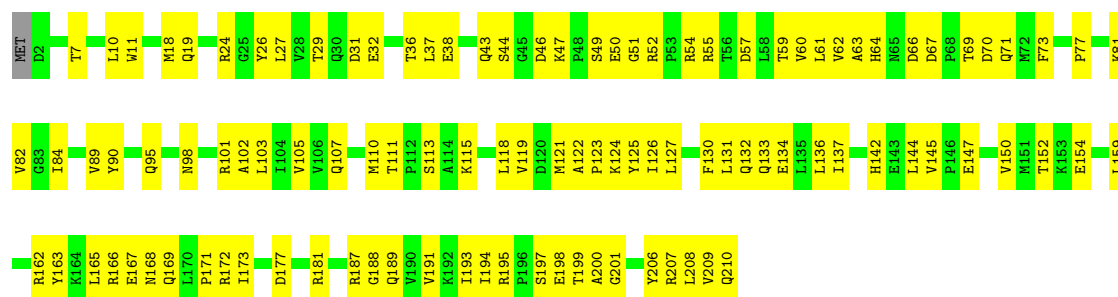 MET D2 T7 L10 W11 M18 Q19 R24 G25 Y26 L27 V28 T29 Q30 D31 E32 T36 L37 E38 Q43 S44 G45 D46 K47 P48 S49 E50 G51 R52 P53 R54 R55 T56 D57 L58 T59 V60 L61 V62 A63 H64 N65 D66 D67 P68 T69 D70 Q71 M72 F73 P77 K81
V82 G83 I84 V89 Y90 Q95 N98 R101 A102 L103 I104 V105 V106 Q107 M110 T111 P112 S113 A114 K115 L118 V119 D120 M121 A122 P123 K124 Y125 I126 L127 F130 L131 Q132 Q133 E134 L135 L136 I137 H142 E143 L144 V145 P146 E147 V150 M151 T152 K153 E154 L159
R162 Y163 K164 L165 R166 E167 N168 Q169 L170 P171 R172 I173 D177 R181 R187 G188 Q189 V190 V191 K192 I193 I194 R195 P196 S197 E198 T199 A200 G201 Y206 R207 L208 V209 Q210